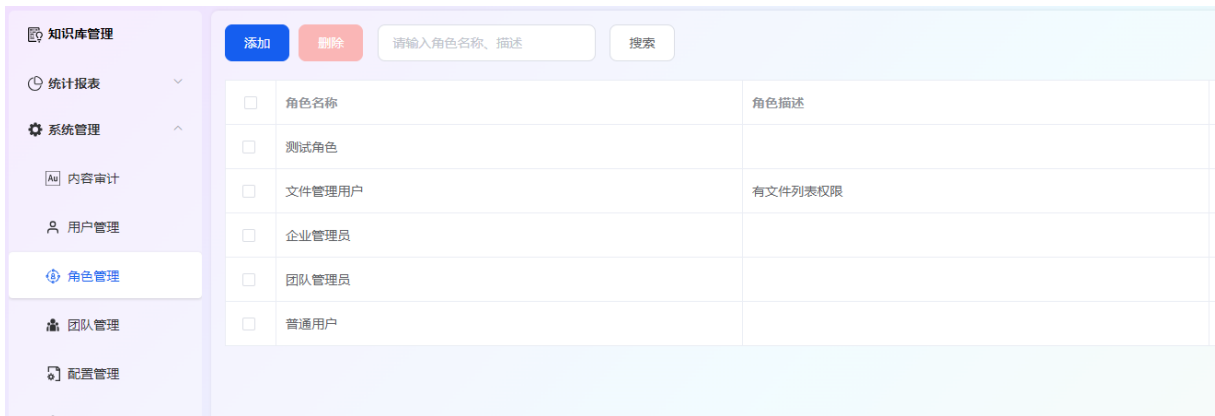 知识库管理
统计报表
系统管理
Au 内容审计
用户管理
角色管理
团队管理
配置管理
添加 删除 请输入角色名称、描述 搜索
角色名称 角色描述
测试角色
文件管理用户 有文件列表权限
企业管理员
团队管理员
普通用户